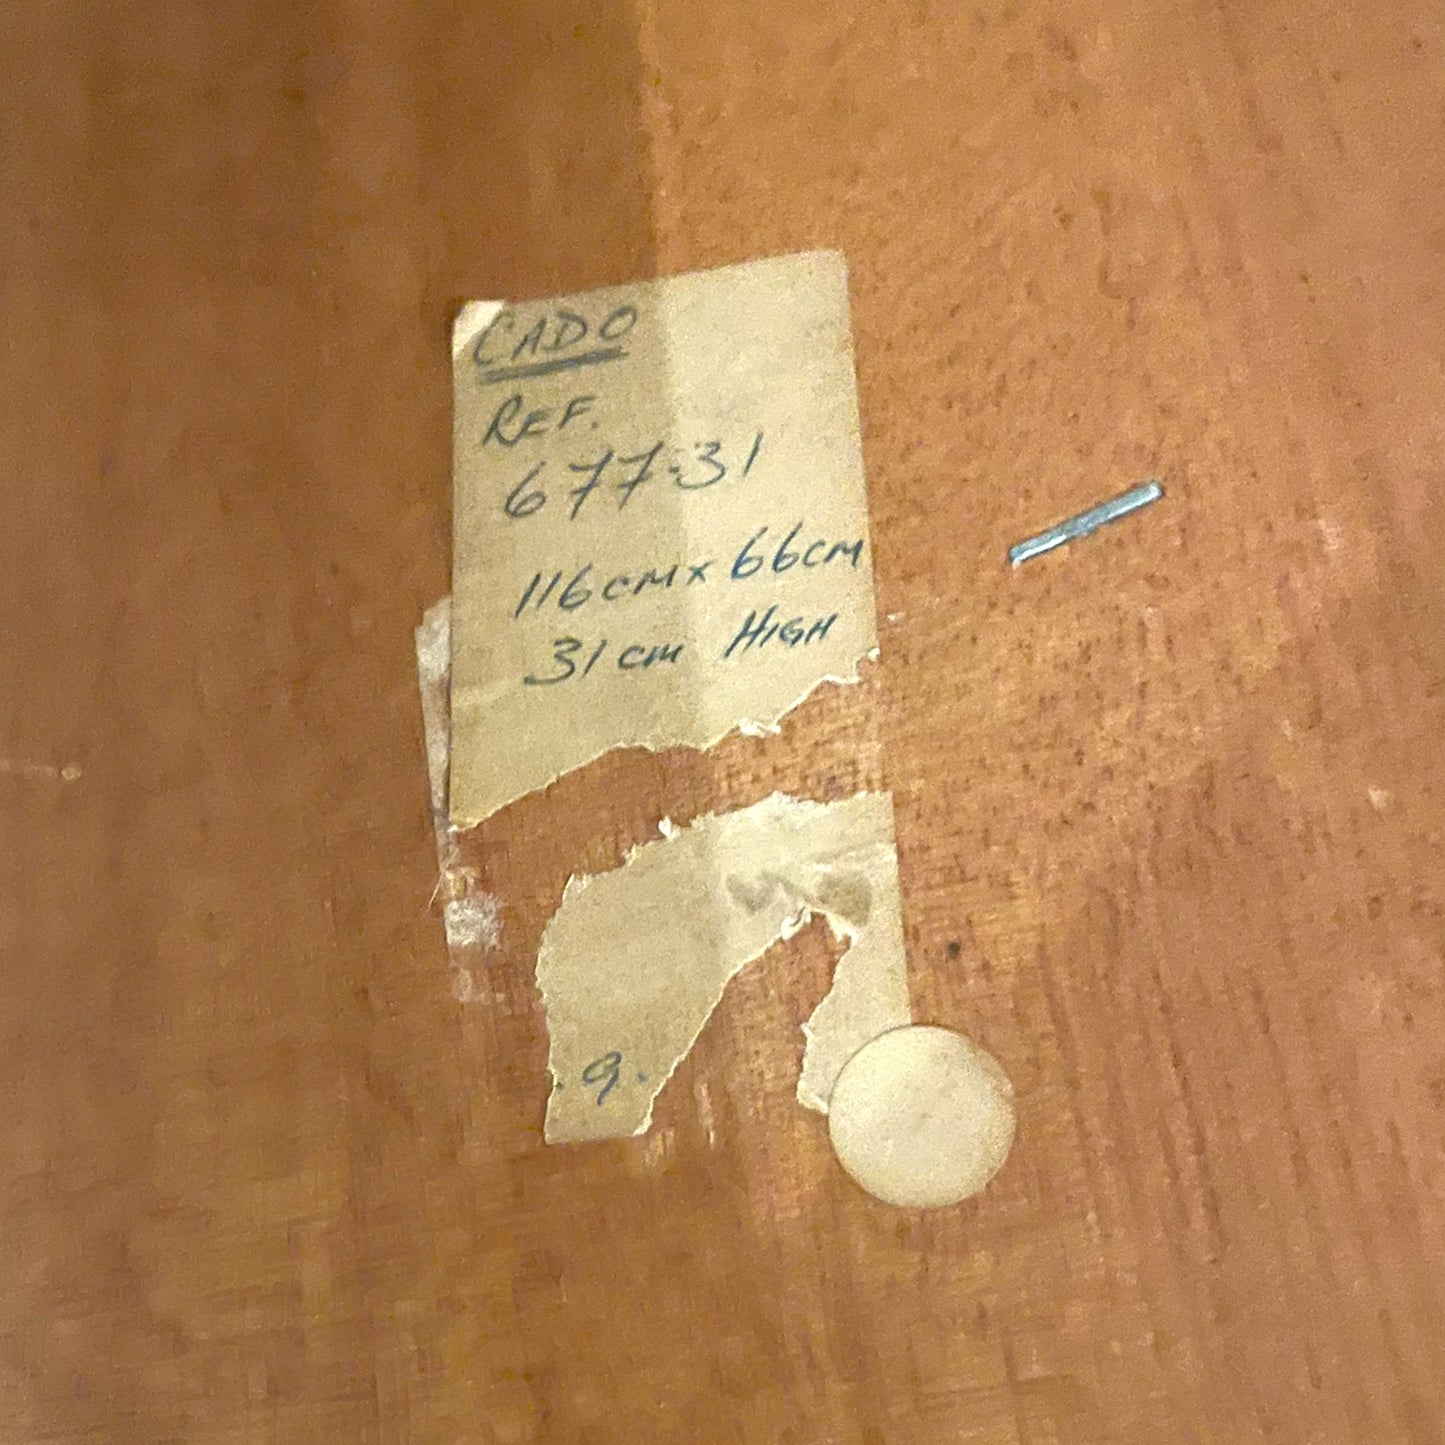 CADO
REF.
677-31
116cm x 66cm
31cm HIGH
.9.